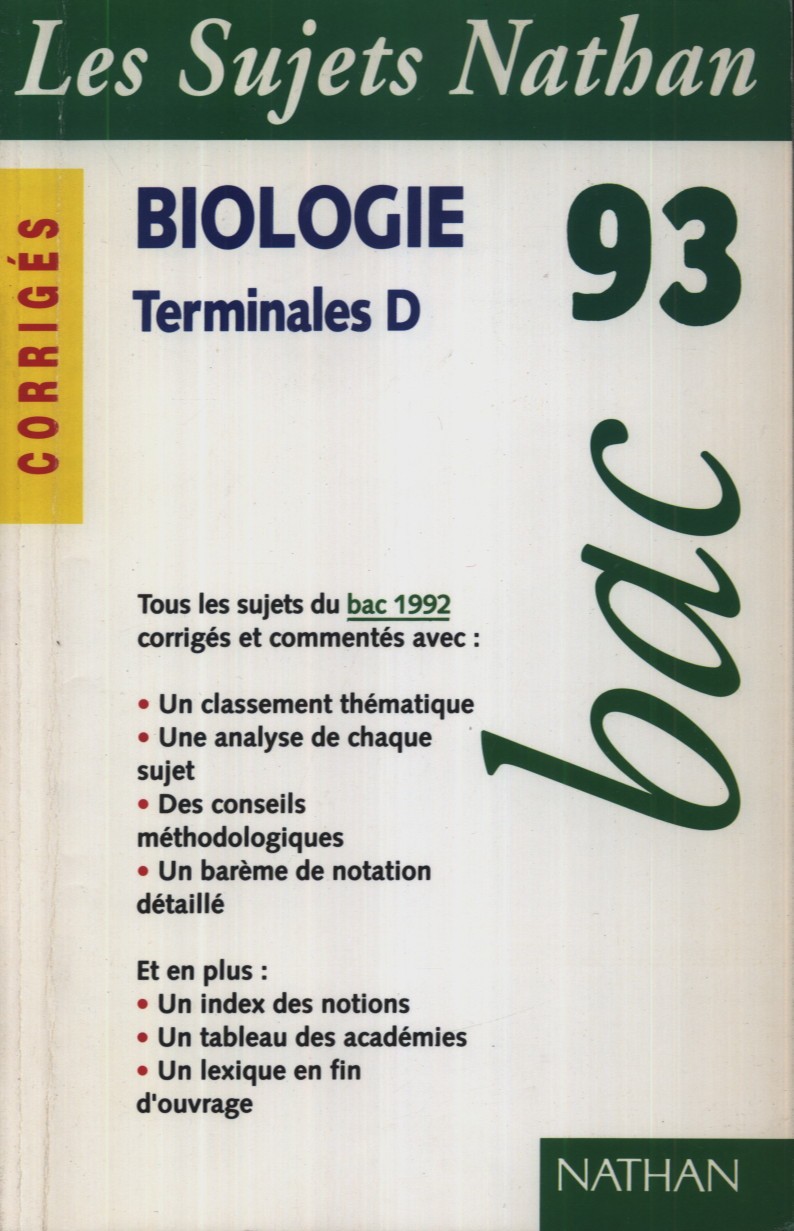 Les Sujets Nathan
CORRIGÉS
BIOLOGIE
Terminales D
93
bac
Tous les sujets du bac 1992
corrigés et commentés avec :
• Un classement thématique
• Une analyse de chaque
sujet
• Des conseils
méthodologiques
• Un barème de notation
détaillé
Et en plus :
• Un index des notions
• Un tableau des académies
• Un lexique en fin
d'ouvrage
NATHAN